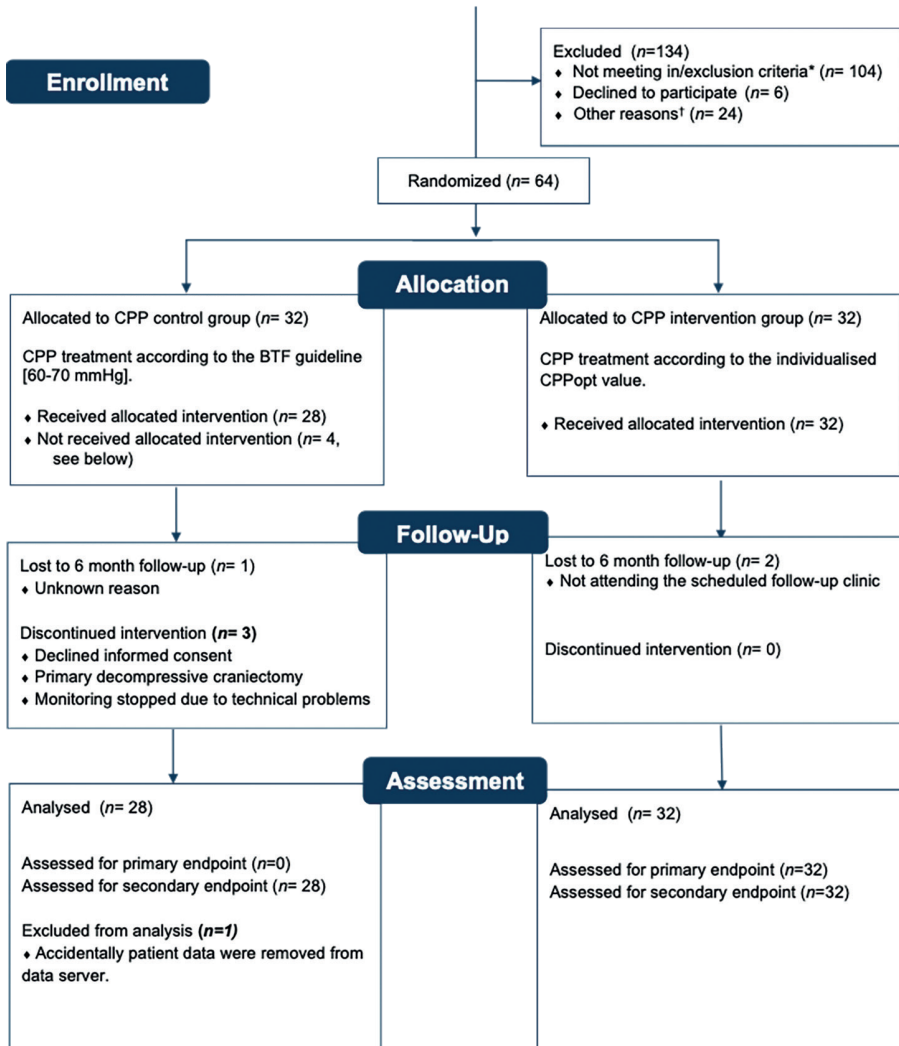 Enrollment
Excluded (n=134)
♦ Not meeting in/exclusion criteria* (n= 104)
♦ Declined to participate (n= 6)
♦ Other reasons† (n= 24)
Randomized (n= 64)
Allocation
Allocated to CPP control group (n= 32)
CPP treatment according to the BTF guideline
[60-70 mmHg].
♦ Received allocated intervention (n= 28)
♦ Not received allocated intervention (n= 4,
see below)
Allocated to CPP intervention group (n= 32)
CPP treatment according to the individualised
CPPopt value.
♦ Received allocated intervention (n= 32)
Follow-Up
Lost to 6 month follow-up (n= 1)
♦ Unknown reason
Discontinued intervention (n= 3)
♦ Declined informed consent
♦ Primary decompressive craniectomy
♦ Monitoring stopped due to technical problems
Lost to 6 month follow-up (n= 2)
♦ Not attending the scheduled follow-up clinic
Discontinued intervention (n= 0)
Assessment
Analysed (n= 28)
Assessed for primary endpoint (n=0)
Assessed for secondary endpoint (n= 28)
Excluded from analysis (n=1)
♦ Accidentally patient data were removed from
data server.
Analysed (n= 32)
Assessed for primary endpoint (n=32)
Assessed for secondary endpoint (n=32)